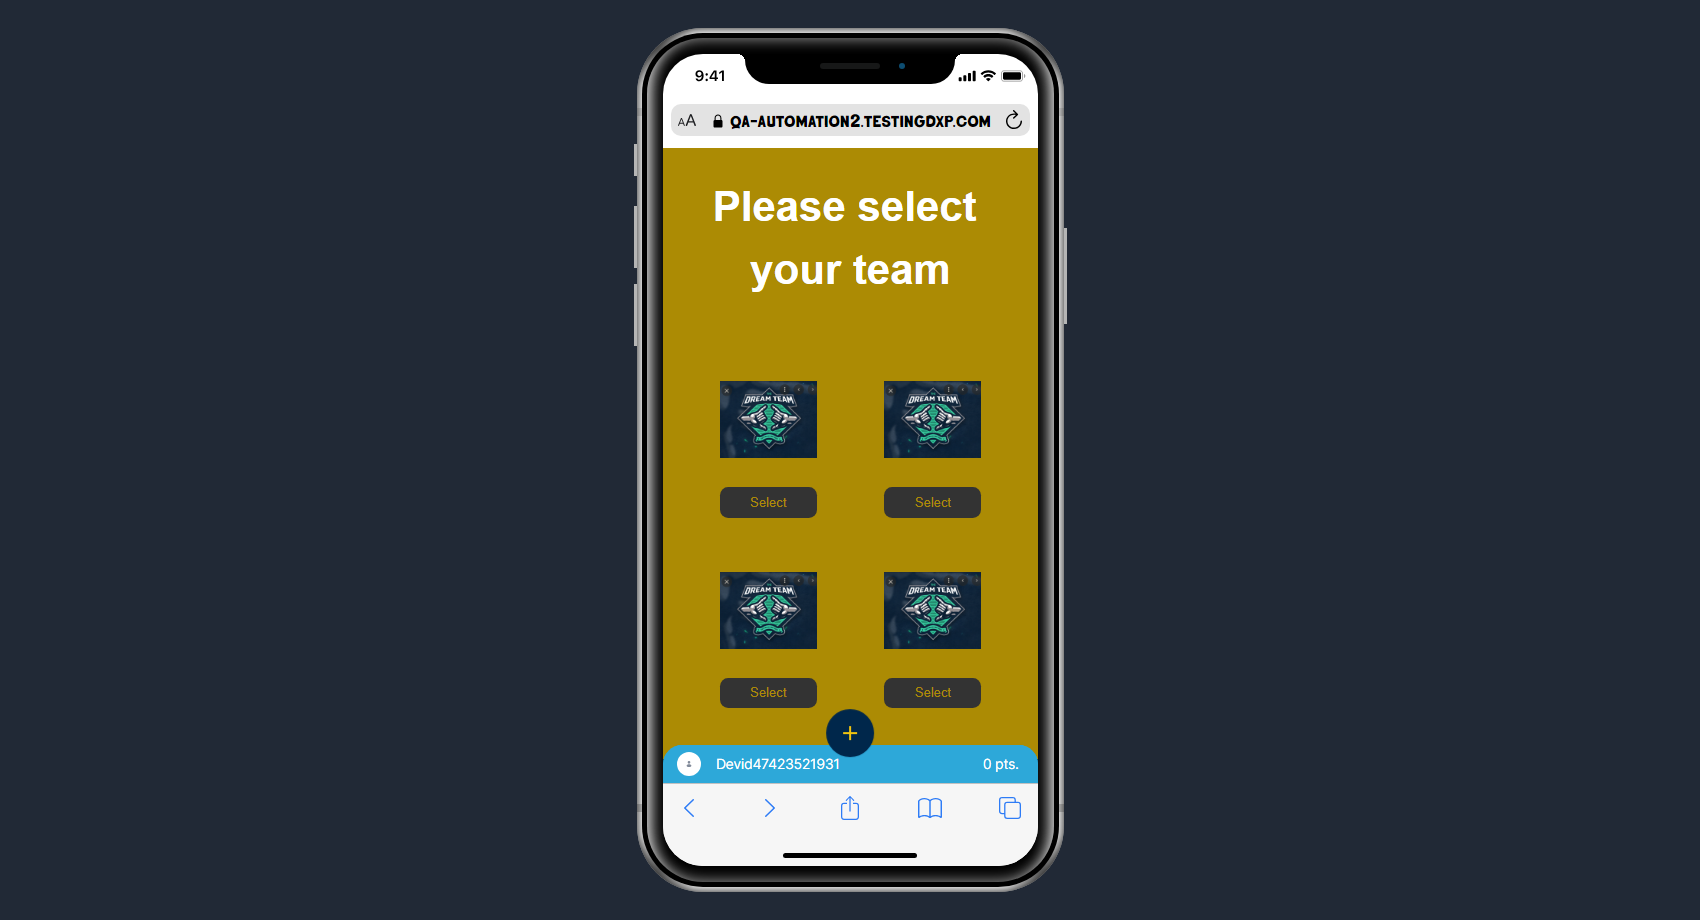 9:41
AA QA-AUTOMATION2.TESTINGDXP.COM
Please select
your team
DREAM TEAM DREAM TEAM
Select Select
DREAM TEAM DREAM TEAM
Select Select
+
Devid47423521931 0 pts.